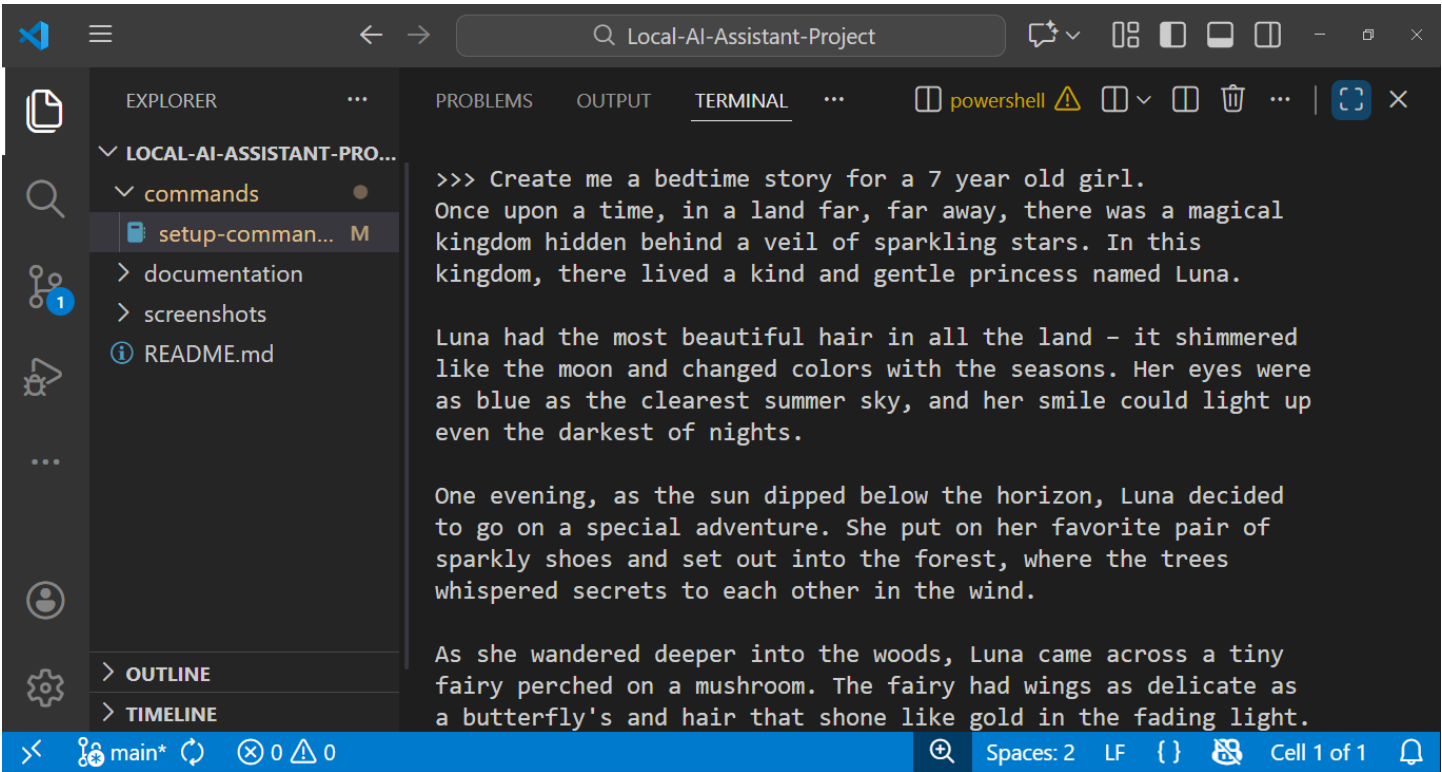 Local-AI-Assistant-Project
EXPLORER
LOCAL-AI-ASSISTANT-PRO...
commands
setup-comman... M
documentation
screenshots
README.md
OUTLINE
TIMELINE
1
PROBLEMS OUTPUT TERMINAL ... powershell
>>> Create me a bedtime story for a 7 year old girl.
Once upon a time, in a land far, far away, there was a magical
kingdom hidden behind a veil of sparkling stars. In this
kingdom, there lived a kind and gentle princess named Luna.
Luna had the most beautiful hair in all the land – it shimmered
like the moon and changed colors with the seasons. Her eyes were
as blue as the clearest summer sky, and her smile could light up
even the darkest of nights.
One evening, as the sun dipped below the horizon, Luna decided
to go on a special adventure. She put on her favorite pair of
sparkly shoes and set out into the forest, where the trees
whispered secrets to each other in the wind.
As she wandered deeper into the woods, Luna came across a tiny
fairy perched on a mushroom. The fairy had wings as delicate as
a butterfly's and hair that shone like gold in the fading light.
main* 0 0 Spaces: 2 LF { } Cell 1 of 1